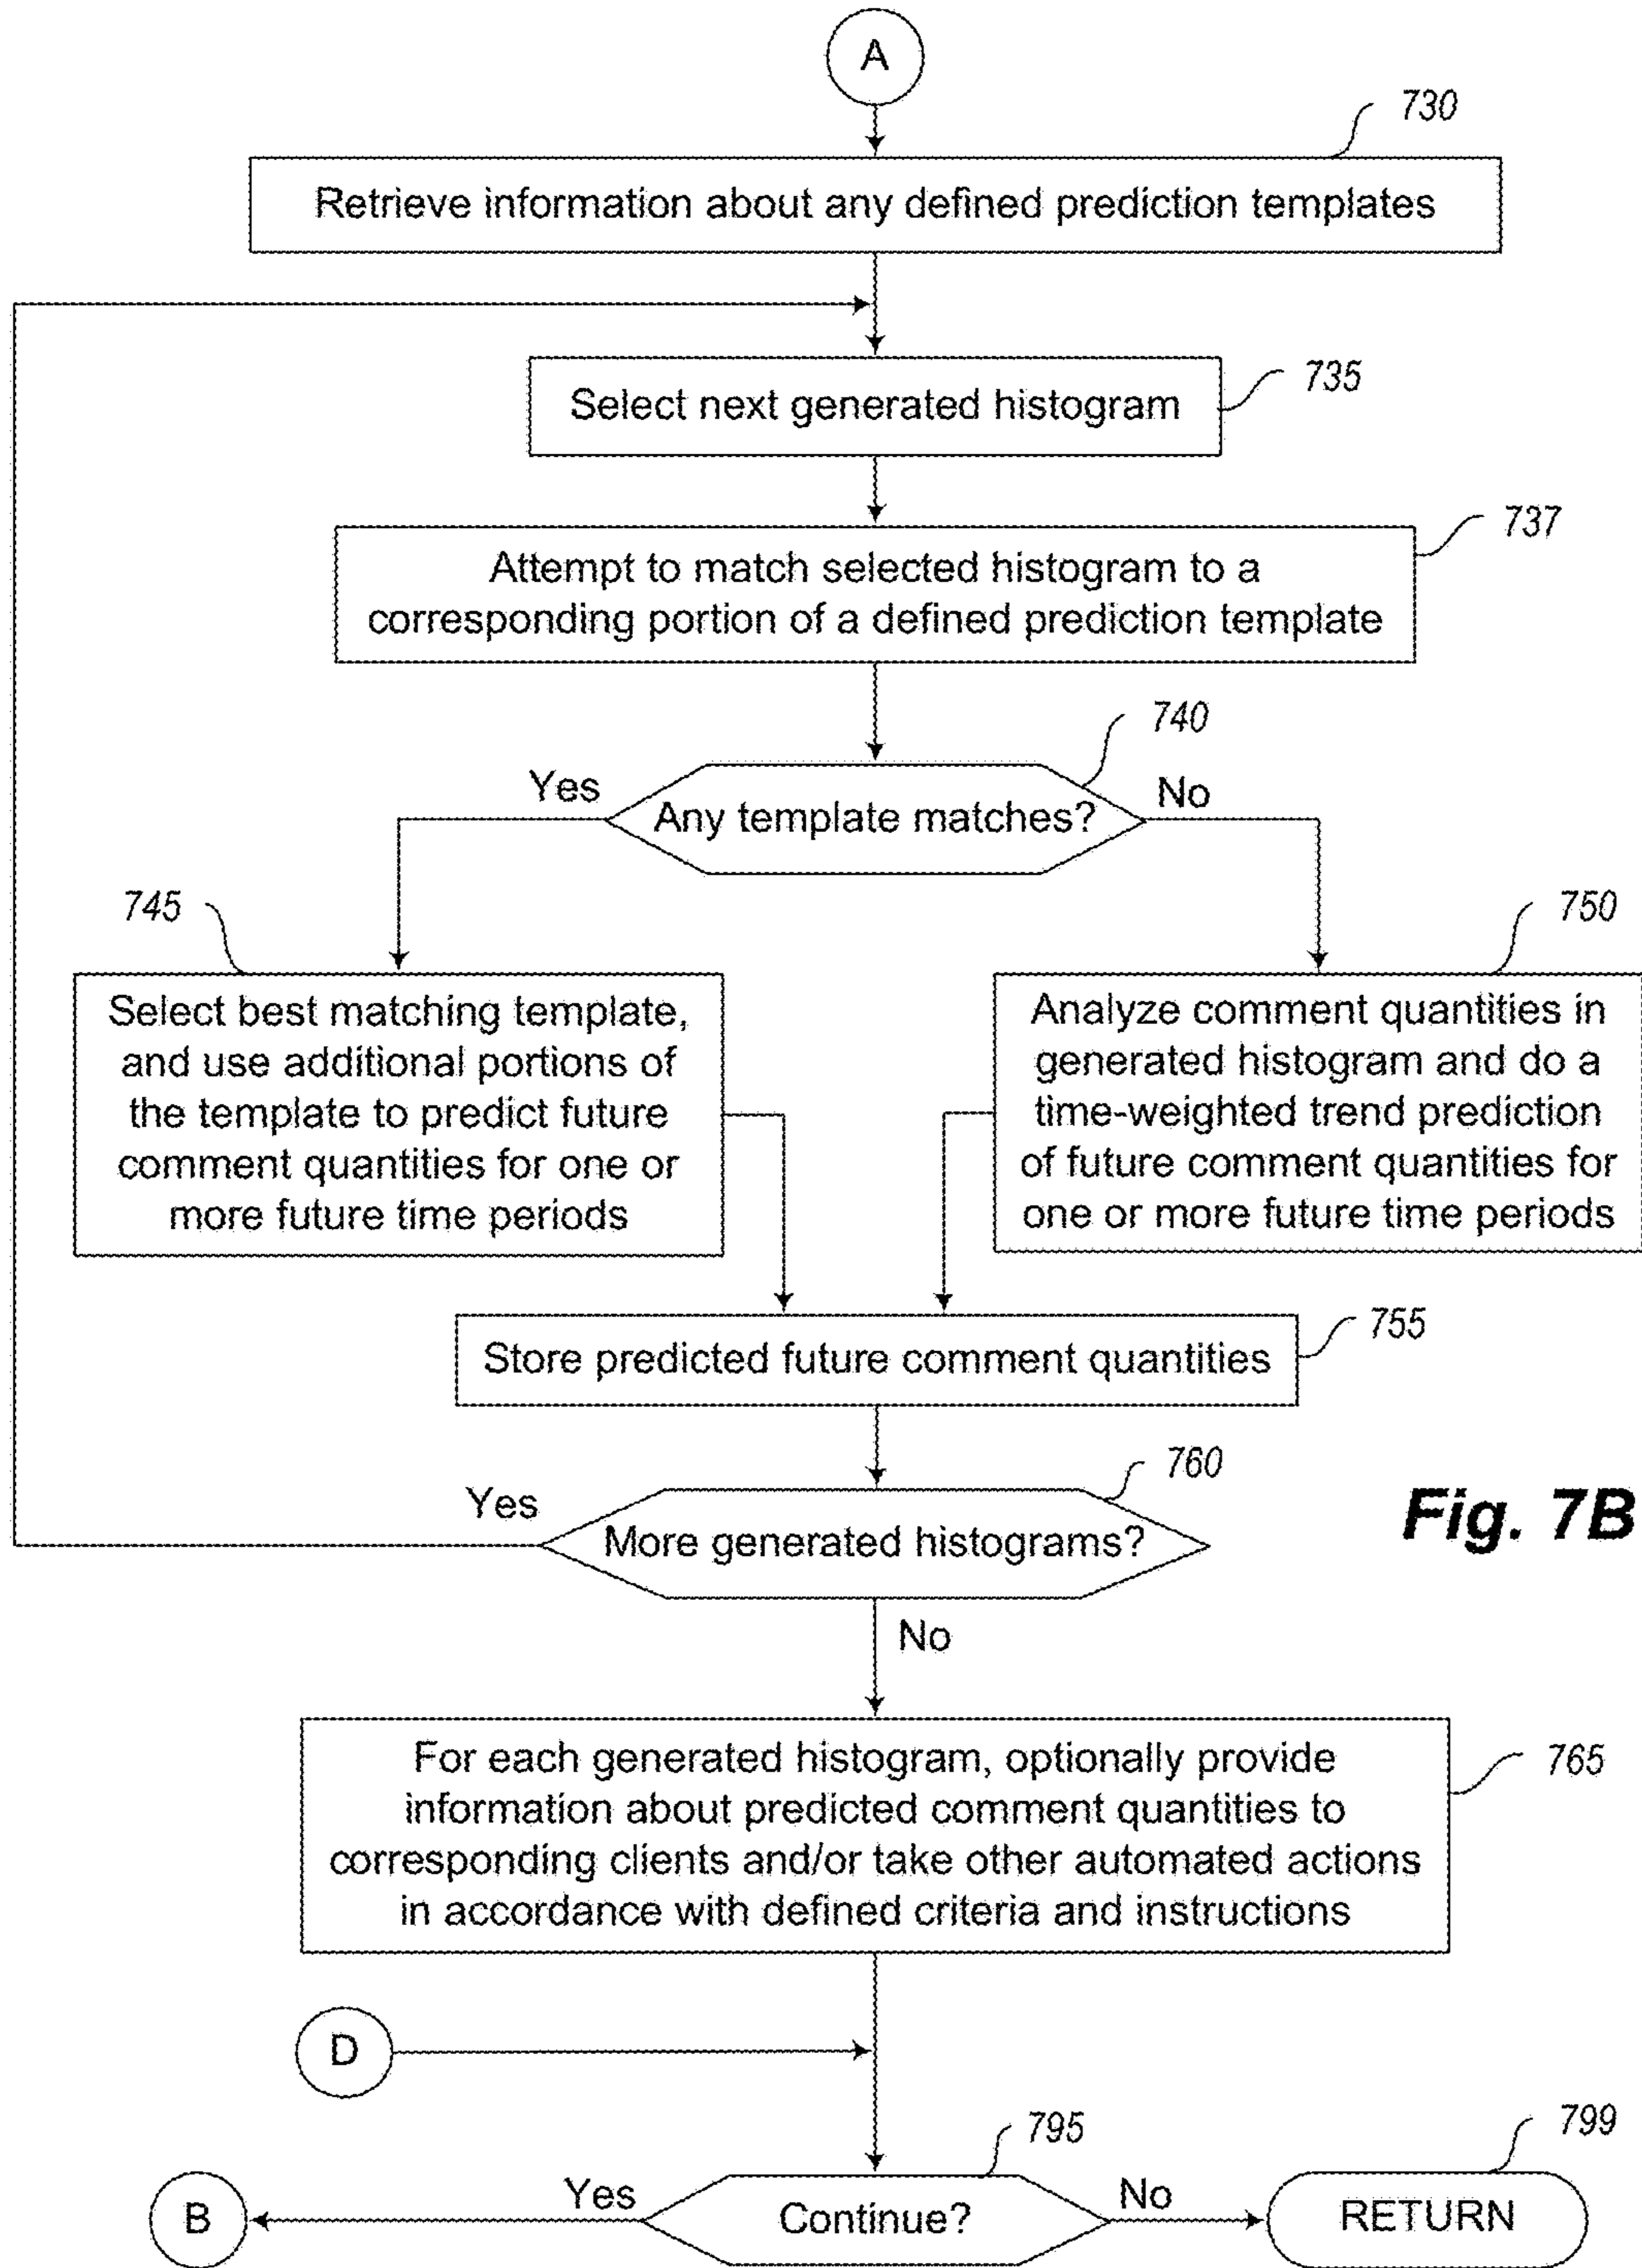 A
730
Retrieve information about any defined prediction templates
735
Select next generated histogram
737
Attempt to match selected histogram to a
corresponding portion of a defined prediction template
740
Yes
No
Any template matches?
745
750
Select best matching template,
and use additional portions of
the template to predict future
comment quantities for one or
more future time periods
Analyze comment quantities in
generated histogram and do a
time-weighted trend prediction
of future comment quantities for
one or more future time periods
755
Store predicted future comment quantities
760
Yes
More generated histograms?
Fig. 7B
No
765
For each generated histogram, optionally provide
information about predicted comment quantities to
corresponding clients and/or take other automated actions
in accordance with defined criteria and instructions
D
795
799
B
Yes
Continue?
No
RETURN